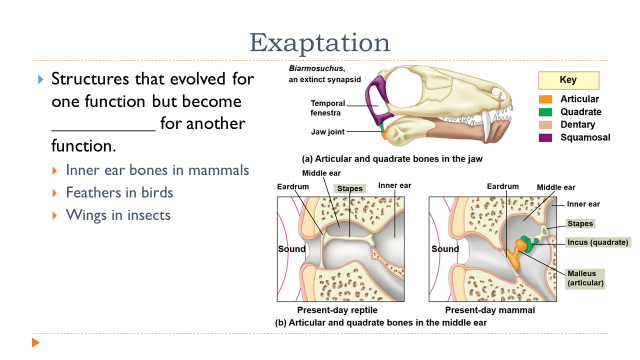 Exaptation
Structures that evolved for
one function but become
____________ for another
function.
Inner ear bones in mammals
Feathers in birds
Wings in insects
Biarmosuchus,
an extinct synapsid
Temporal
fenestra
Jaw joint
Key
Articular
Quadrate
Dentary
Squamosal
(a) Articular and quadrate bones in the jaw
Middle ear
Eardrum
Stapes
Inner ear
Sound
Present-day reptile
Eardrum
Middle ear
Inner ear
Stapes
Sound
Incus (quadrate)
Malleus
(articular)
Present-day mammal
(b) Articular and quadrate bones in the middle ear